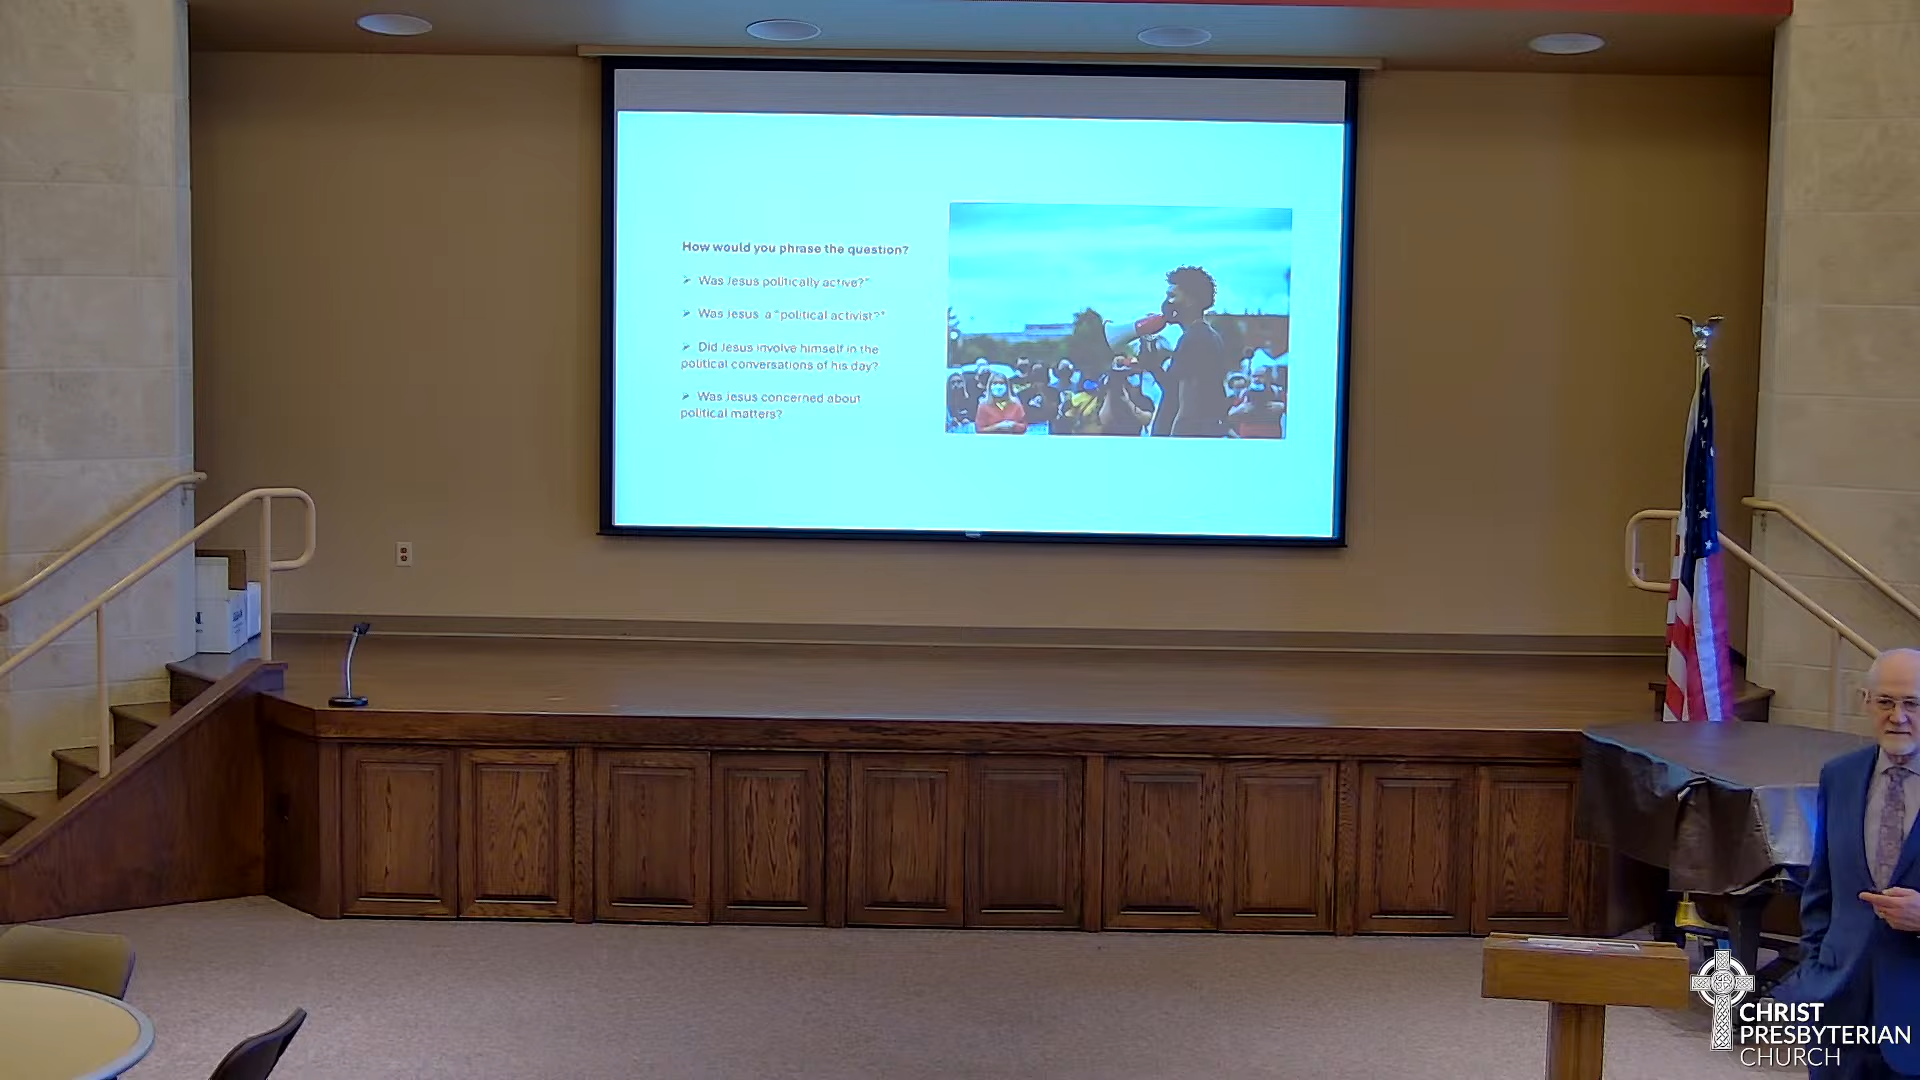 How would you phrase the question?
➢ Was Jesus politically active?"
➢ Was Jesus a "political activist?"
➢ Did Jesus involve himself in the
political conversations of his day?
➢ Was Jesus concerned about
political matters?
CHRIST
PRESBYTERIAN
CHURCH